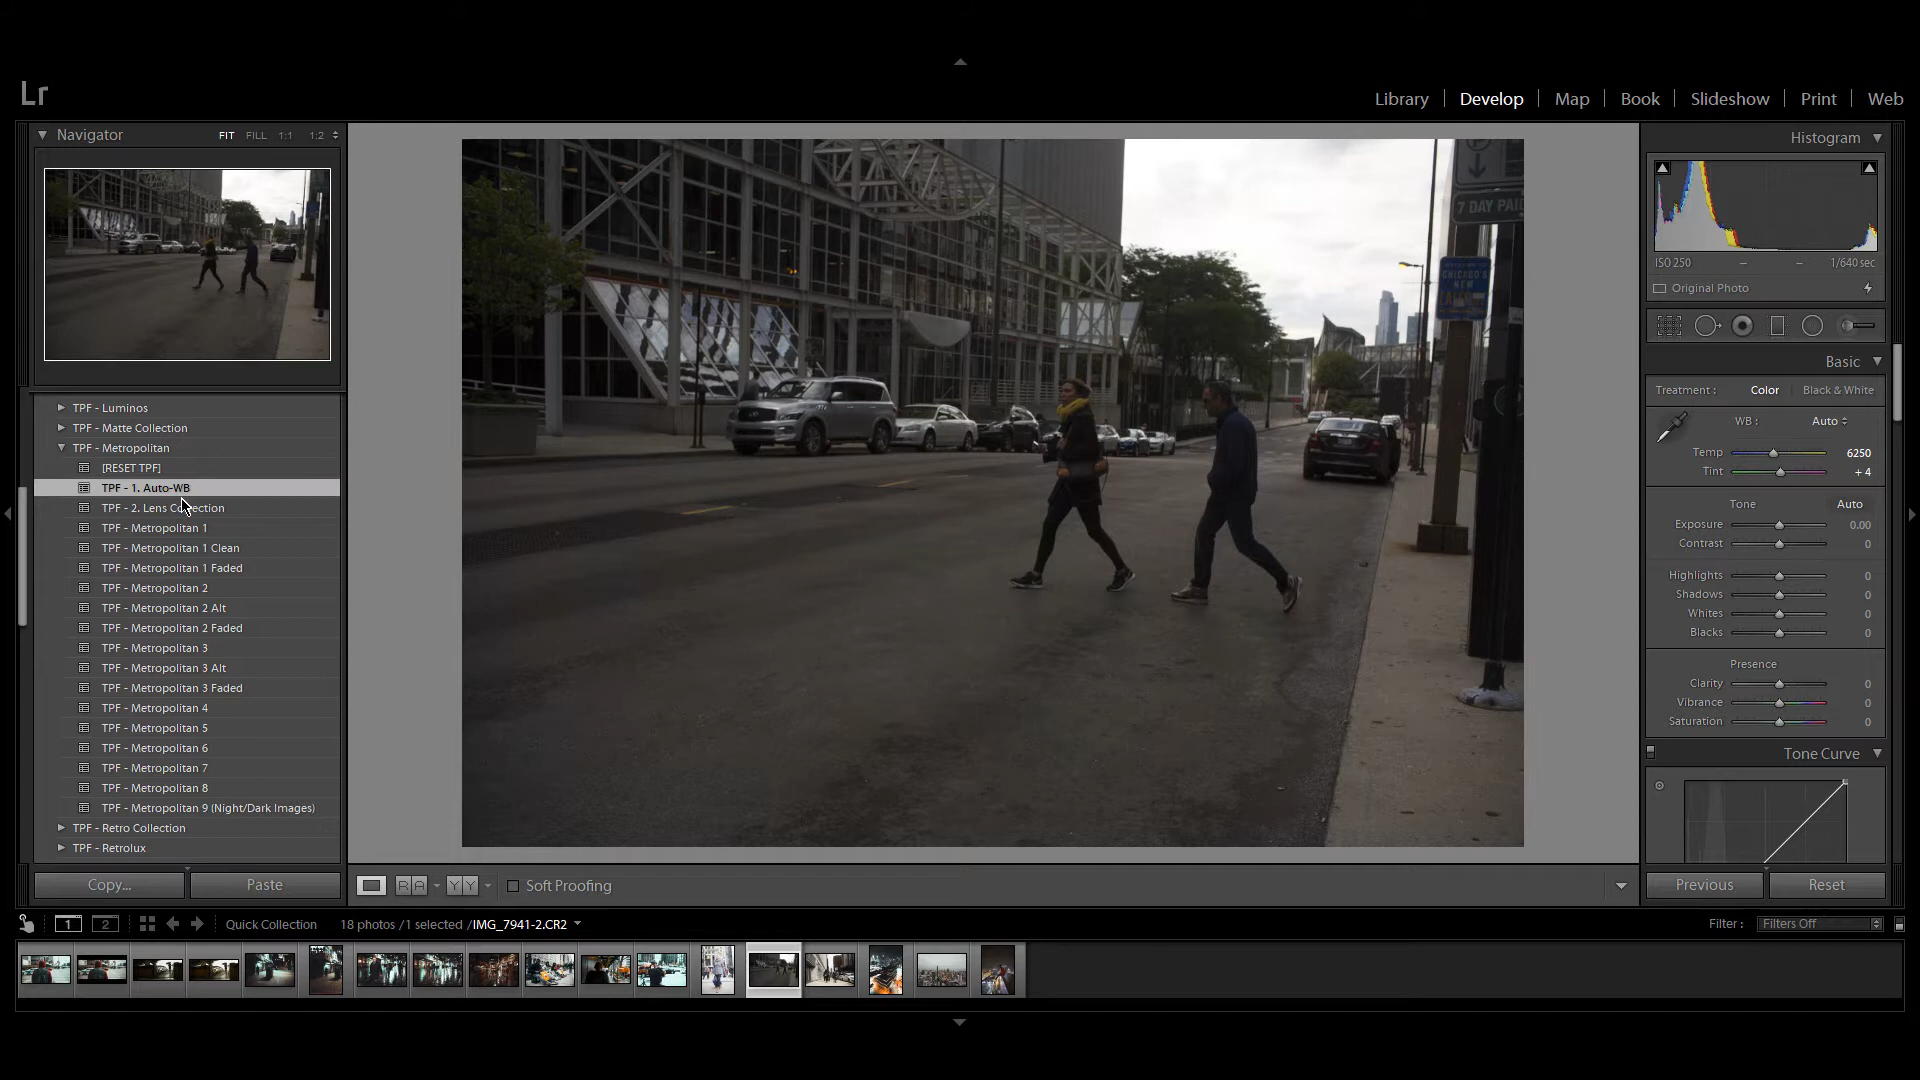 Lr
Library
Develop
Map
Book
Slideshow
Print
Web
Navigator
FIT
FILL
1:1
1:2
TPF - Luminos
TPF - Matte Collection
TPF - Metropolitan
[RESET TPF]
TPF - 1. Auto-WB
TPF - 2. Lens Correction
TPF - Metropolitan 1
TPF - Metropolitan 1 Clean
TPF - Metropolitan 1 Faded
TPF - Metropolitan 2
TPF - Metropolitan 2 Alt
TPF - Metropolitan 2 Faded
TPF - Metropolitan 3
TPF - Metropolitan 3 Alt
TPF - Metropolitan 3 Faded
TPF - Metropolitan 4
TPF - Metropolitan 5
TPF - Metropolitan 6
TPF - Metropolitan 7
TPF - Metropolitan 8
TPF - Metropolitan 9 (Night/Dark Images)
TPF - Retro Collection
TPF - Retrolux
Copy...
Paste
7 DAY PAID
CHICAGO'S
NEW
Histogram
ISO 250
–
–
1/640 sec
Original Photo
Basic
Treatment :
Color
Black & White
WB :
Auto
Temp
6250
Tint
+ 4
Tone
Auto
Exposure
0.00
Contrast
0
Highlights
0
Shadows
0
Whites
0
Blacks
0
Presence
Clarity
0
Vibrance
0
Saturation
0
Tone Curve
Previous
Reset
R A
Y Y
Soft Proofing
1
2
Quick Collection
18 photos / 1 selected / IMG_7941-2.CR2
Filter :
Filters Off